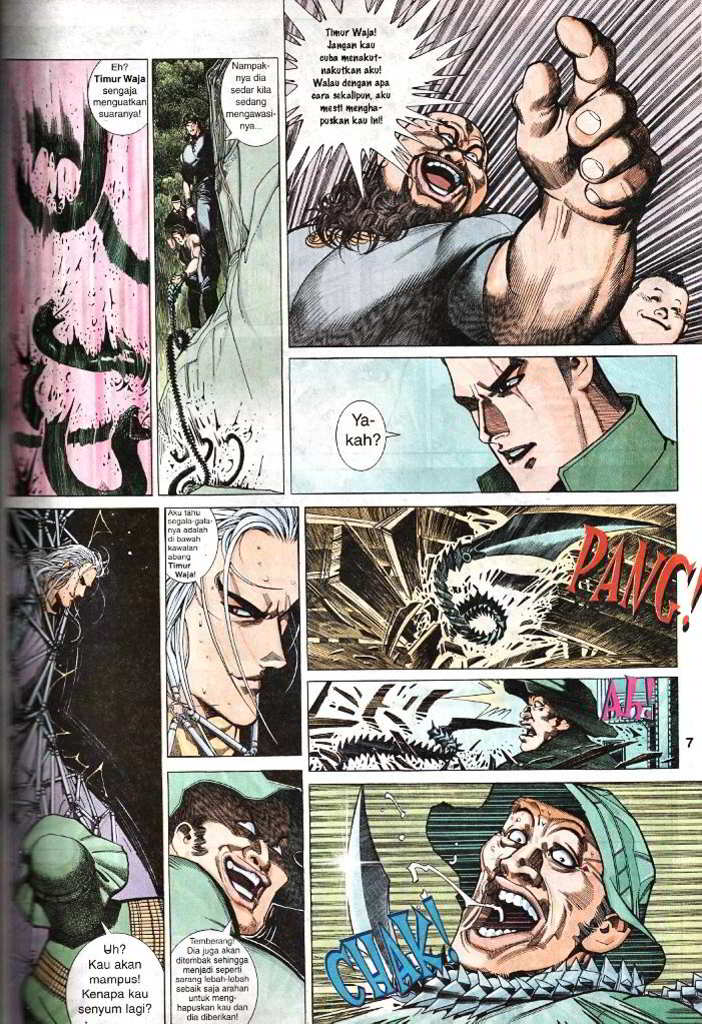 Timur Waja!
Jangan kau
cuba menakut-
nakutkan aku!
Walau dengan apa
cara sekalipun, aku
mesti mengha-
puskan kau ini!
Nampak-
nya dia
sedar kita
sedang
mengawasi-
nya...
Eh?
Timur Waja
sengaja
menguatkan
suaranya!
Ya-
kah?
PANG!
Ah!
7
CHAK!
Aku tahu
segala-gala-
nya adalah
di bawah
kawalan
abang
Timur
Waja!
Temberang!
Dia juga akan
ditembak sehingga
menjadi seperti
sarang lebah-lebah
sebaik saja arahan
untuk meng-
hapuskan kau dan
dia diberikan!
Uh?
Kau akan
mampus!
Kenapa kau
senyum lagi?